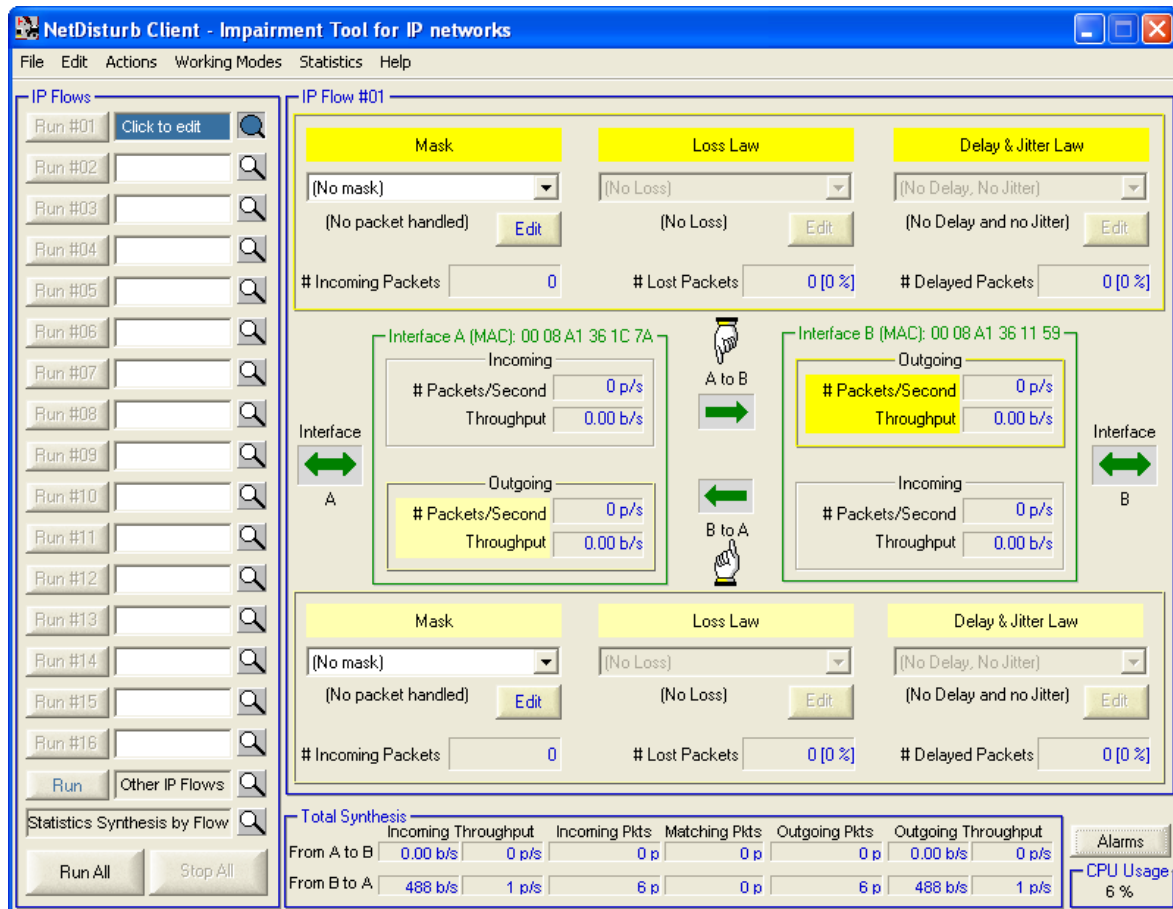 NetDisturb Client - Impairment Tool for IP networks
File Edit Actions Working Modes Statistics Help
IP Flows
Run #01 Click to edit
Run #02
Run #03
Run #04
Run #05
Run #06
Run #07
Run #08
Run #09
Run #10
Run #11
Run #12
Run #13
Run #14
Run #15
Run #16
Run Other IP Flows
Statistics Synthesis by Flow
Run All Stop All
IP Flow #01
Mask Loss Law Delay & Jitter Law
(No mask) (No Loss) (No Delay, No Jitter)
(No packet handled) Edit (No Loss) Edit (No Delay and no Jitter) Edit
# Incoming Packets 0 # Lost Packets 0 [0 %] # Delayed Packets 0 [0 %]
Interface A
Interface A (MAC): 00 08 A1 36 1C 7A
Incoming
# Packets/Second 0 p/s
Throughput 0.00 b/s
Outgoing
# Packets/Second 0 p/s
Throughput 0.00 b/s
A to B
B to A
Interface B (MAC): 00 08 A1 36 11 59
Outgoing
# Packets/Second 0 p/s
Throughput 0.00 b/s
Incoming
# Packets/Second 0 p/s
Throughput 0.00 b/s
Interface B
Mask Loss Law Delay & Jitter Law
(No mask) (No Loss) (No Delay, No Jitter)
(No packet handled) Edit (No Loss) Edit (No Delay and no Jitter) Edit
# Incoming Packets 0 # Lost Packets 0 [0 %] # Delayed Packets 0 [0 %]
Total Synthesis
Incoming Throughput Incoming Pkts Matching Pkts Outgoing Pkts Outgoing Throughput
From A to B 0.00 b/s 0 p/s 0 p 0 p 0 p 0.00 b/s 0 p/s
From B to A 488 b/s 1 p/s 6 p 0 p 6 p 488 b/s 1 p/s
Alarms
CPU Usage
6 %